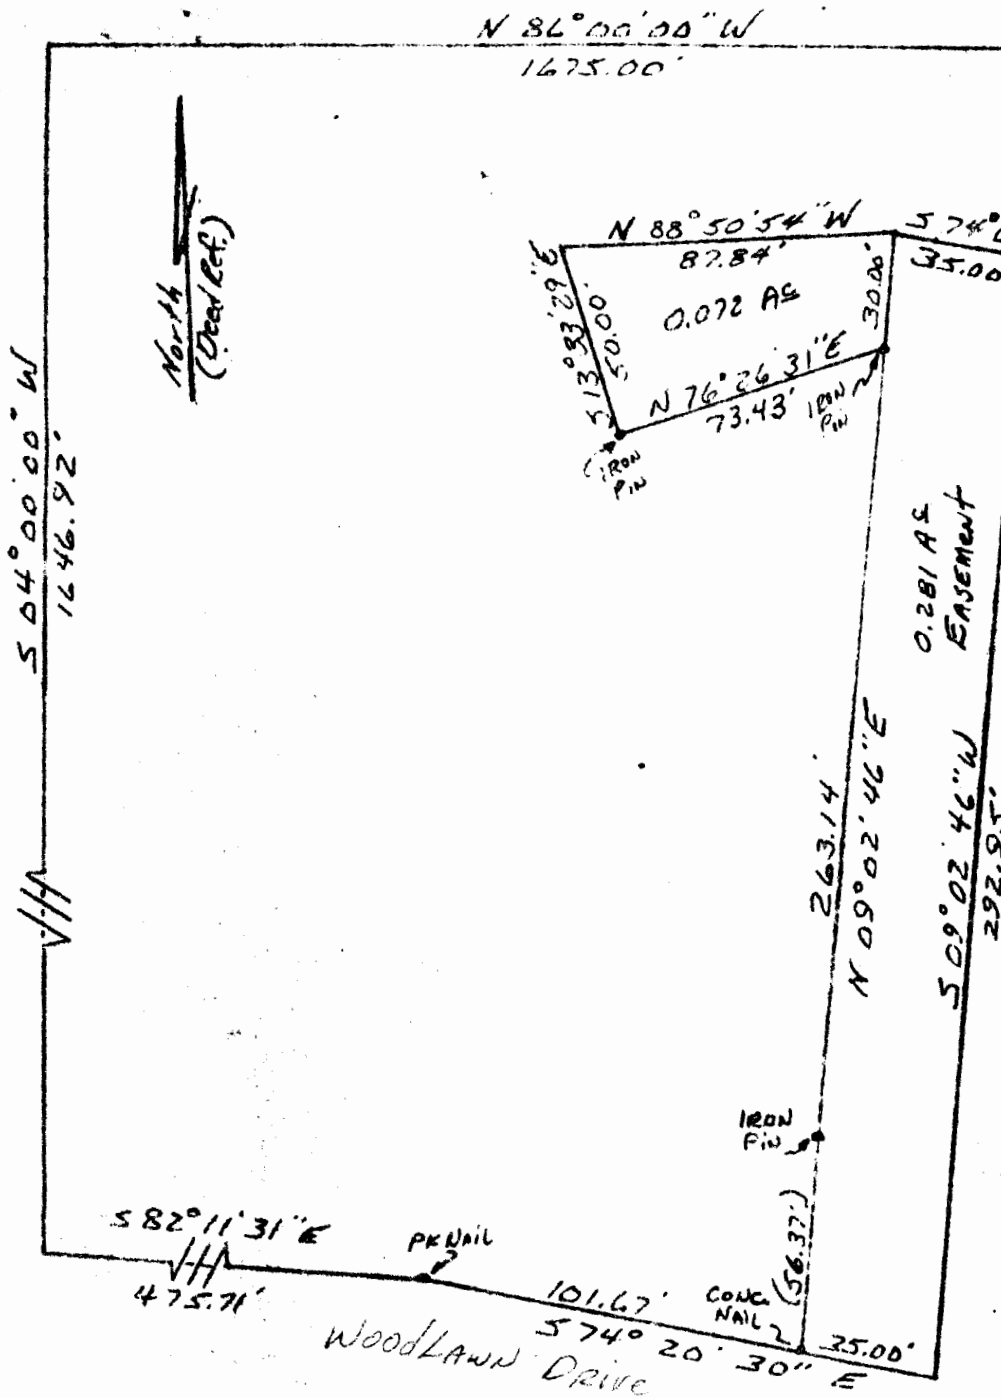 N 86°00'00" W
1675.00'
North
(Deed Ref.)
N 88°50'54" W
87.84'
S 74°
35.00
S 13°33'29" E
50.00'
0.072 Ac
30.00'
N 76°26'31" E
73.43'
IRON
PIN
IRON
PIN
S 04°00'00" W
1646.92'
0.281 Ac
EASEMENT
263.14'
N 09°02'46" E
S 09°02'46" W
292.85'
IRON
PIN
(56.37')
S 82°11'31" E
475.71'
PK NAIL
101.67'
S 74° 20' 30" E
CONC.
NAIL
35.00'
WOODLAWN DRIVE